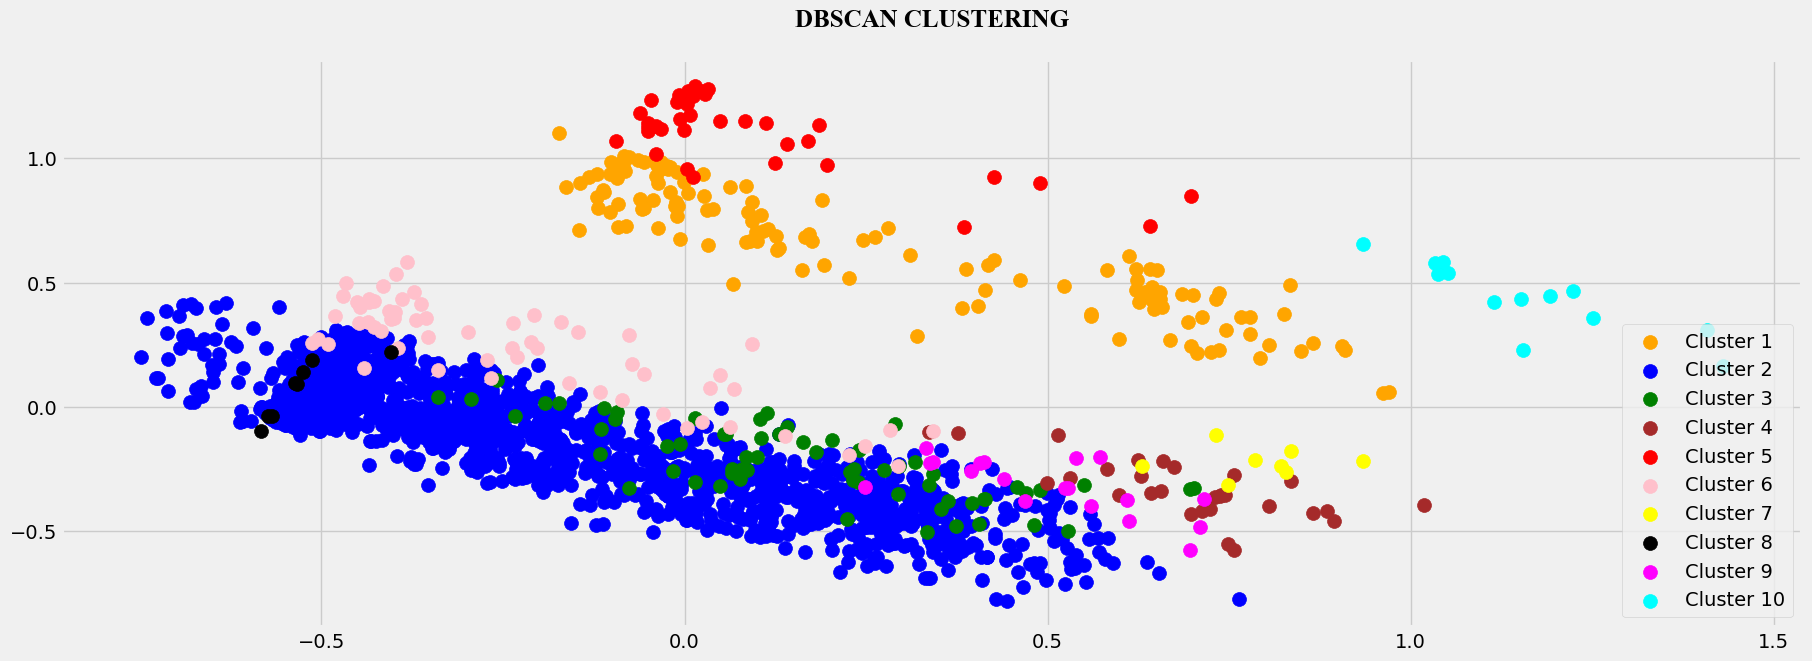 DBSCAN CLUSTERING
1.0
0.5
0.0
−0.5
−0.5
0.0
0.5
1.0
1.5
Cluster 1
Cluster 2
Cluster 3
Cluster 4
Cluster 5
Cluster 6
Cluster 7
Cluster 8
Cluster 9
Cluster 10